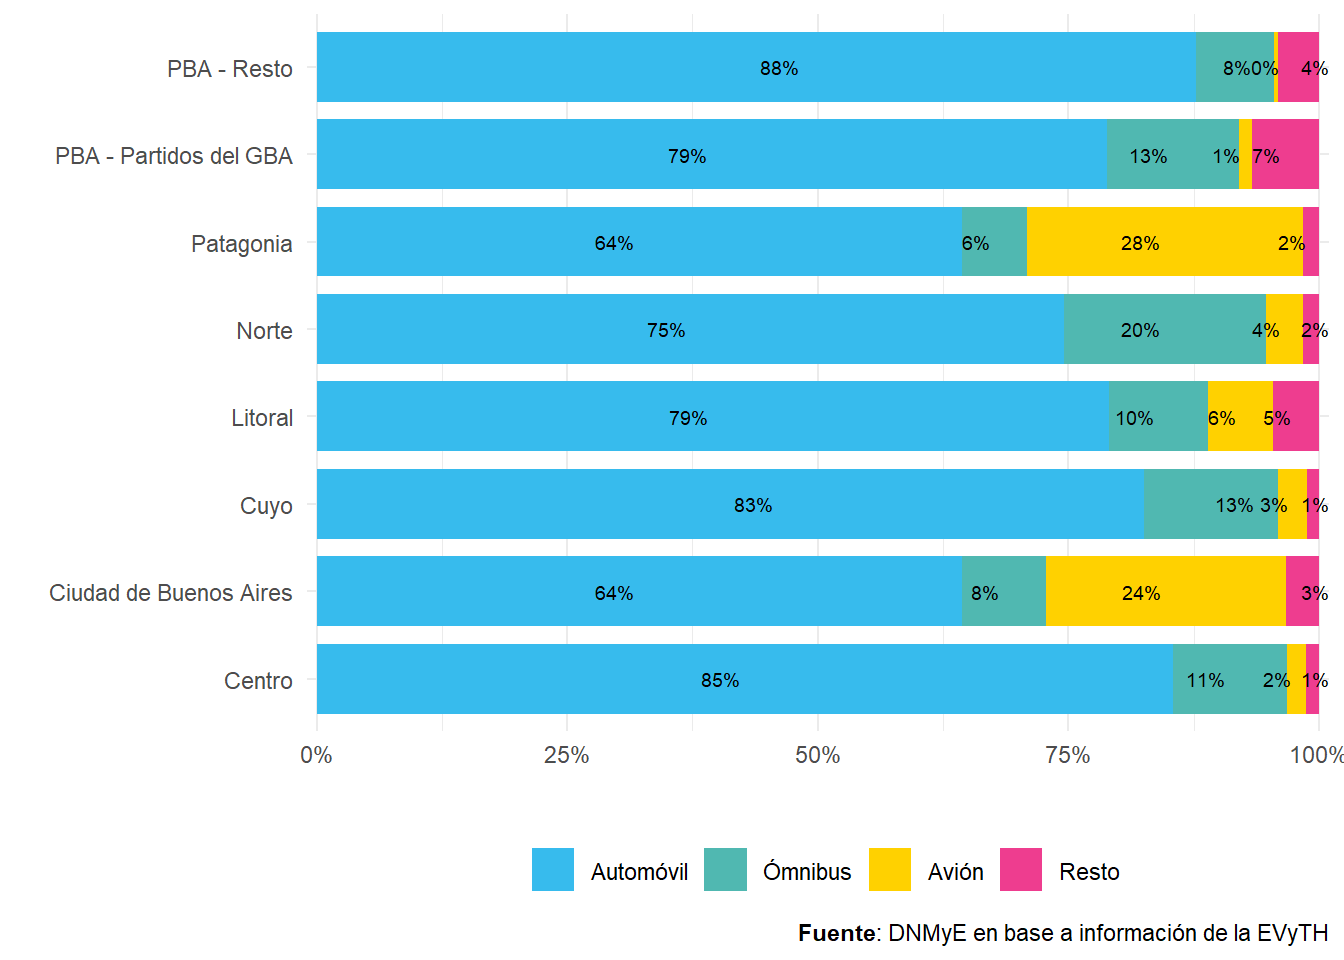 PBA - Resto 88% 8% 0% 4%
PBA - Partidos del GBA 79% 13% 1% 7%
Patagonia 64% 6% 28% 2%
Norte 75% 20% 4% 2%
Litoral 79% 10% 6% 5%
Cuyo 83% 13% 3% 1%
Ciudad de Buenos Aires 64% 8% 24% 3%
Centro 85% 11% 2% 1%
0% 25% 50% 75% 100%
Automóvil Ómnibus Avión Resto
Fuente: DNMyE en base a información de la EVyTH